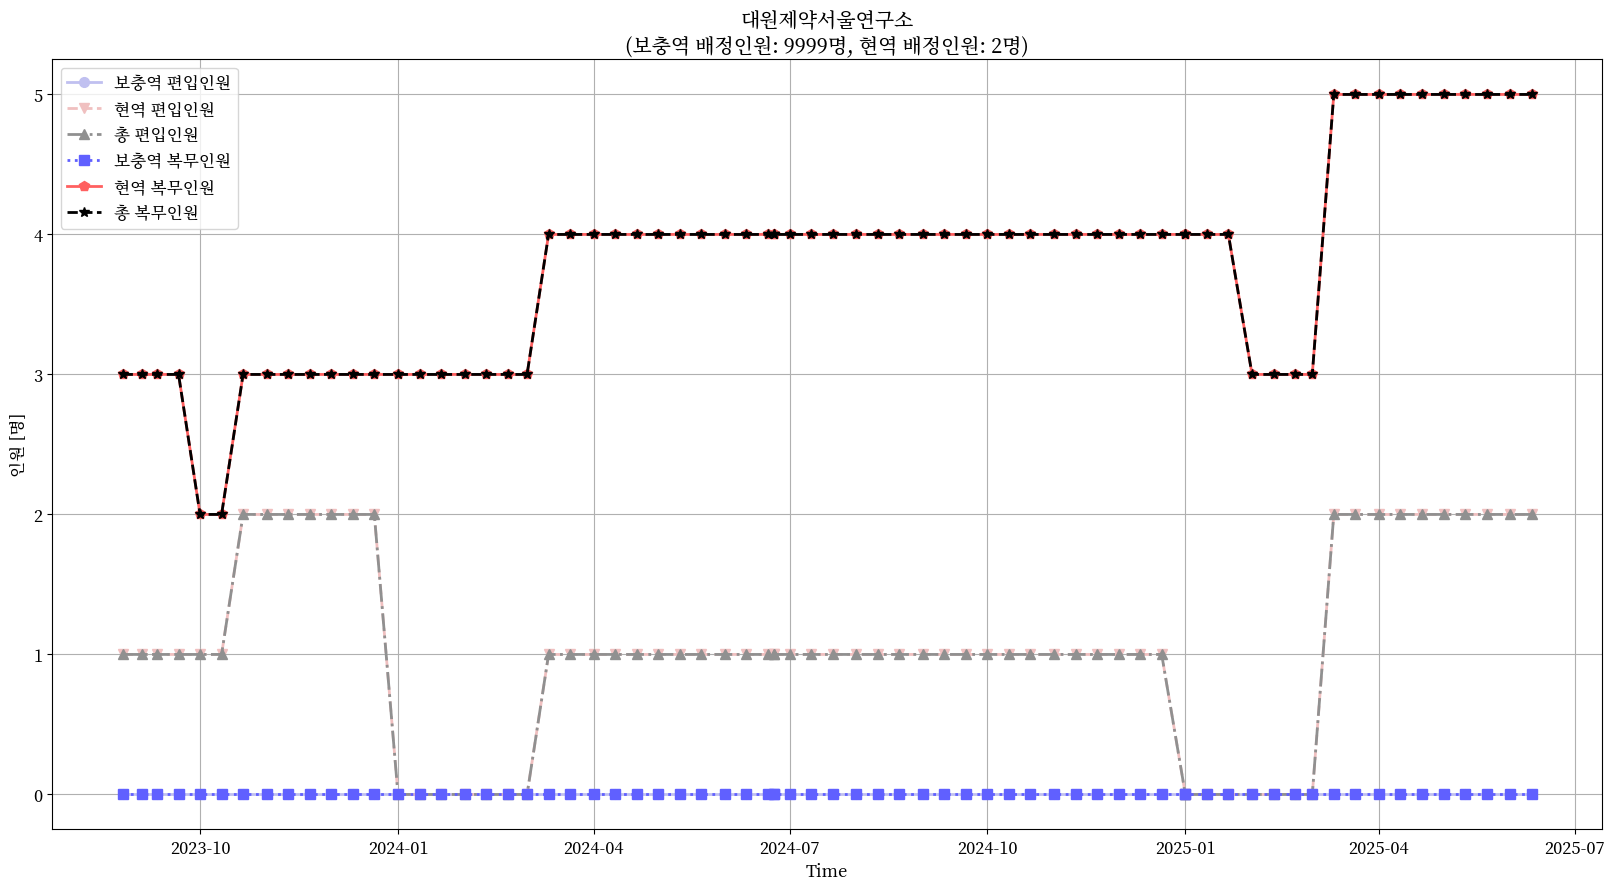 대원제약서울연구소
(보충역 배정인원: 9999명, 현역 배정인원: 2명)
보충역 편입인원
현역 편입인원
총 편입인원
보충역 복무인원
현역 복무인원
총 복무인원
5
4
3
2
1
0
인원 [명]
2023-10
2024-01
2024-04
2024-07
2024-10
2025-01
2025-04
2025-07
Time